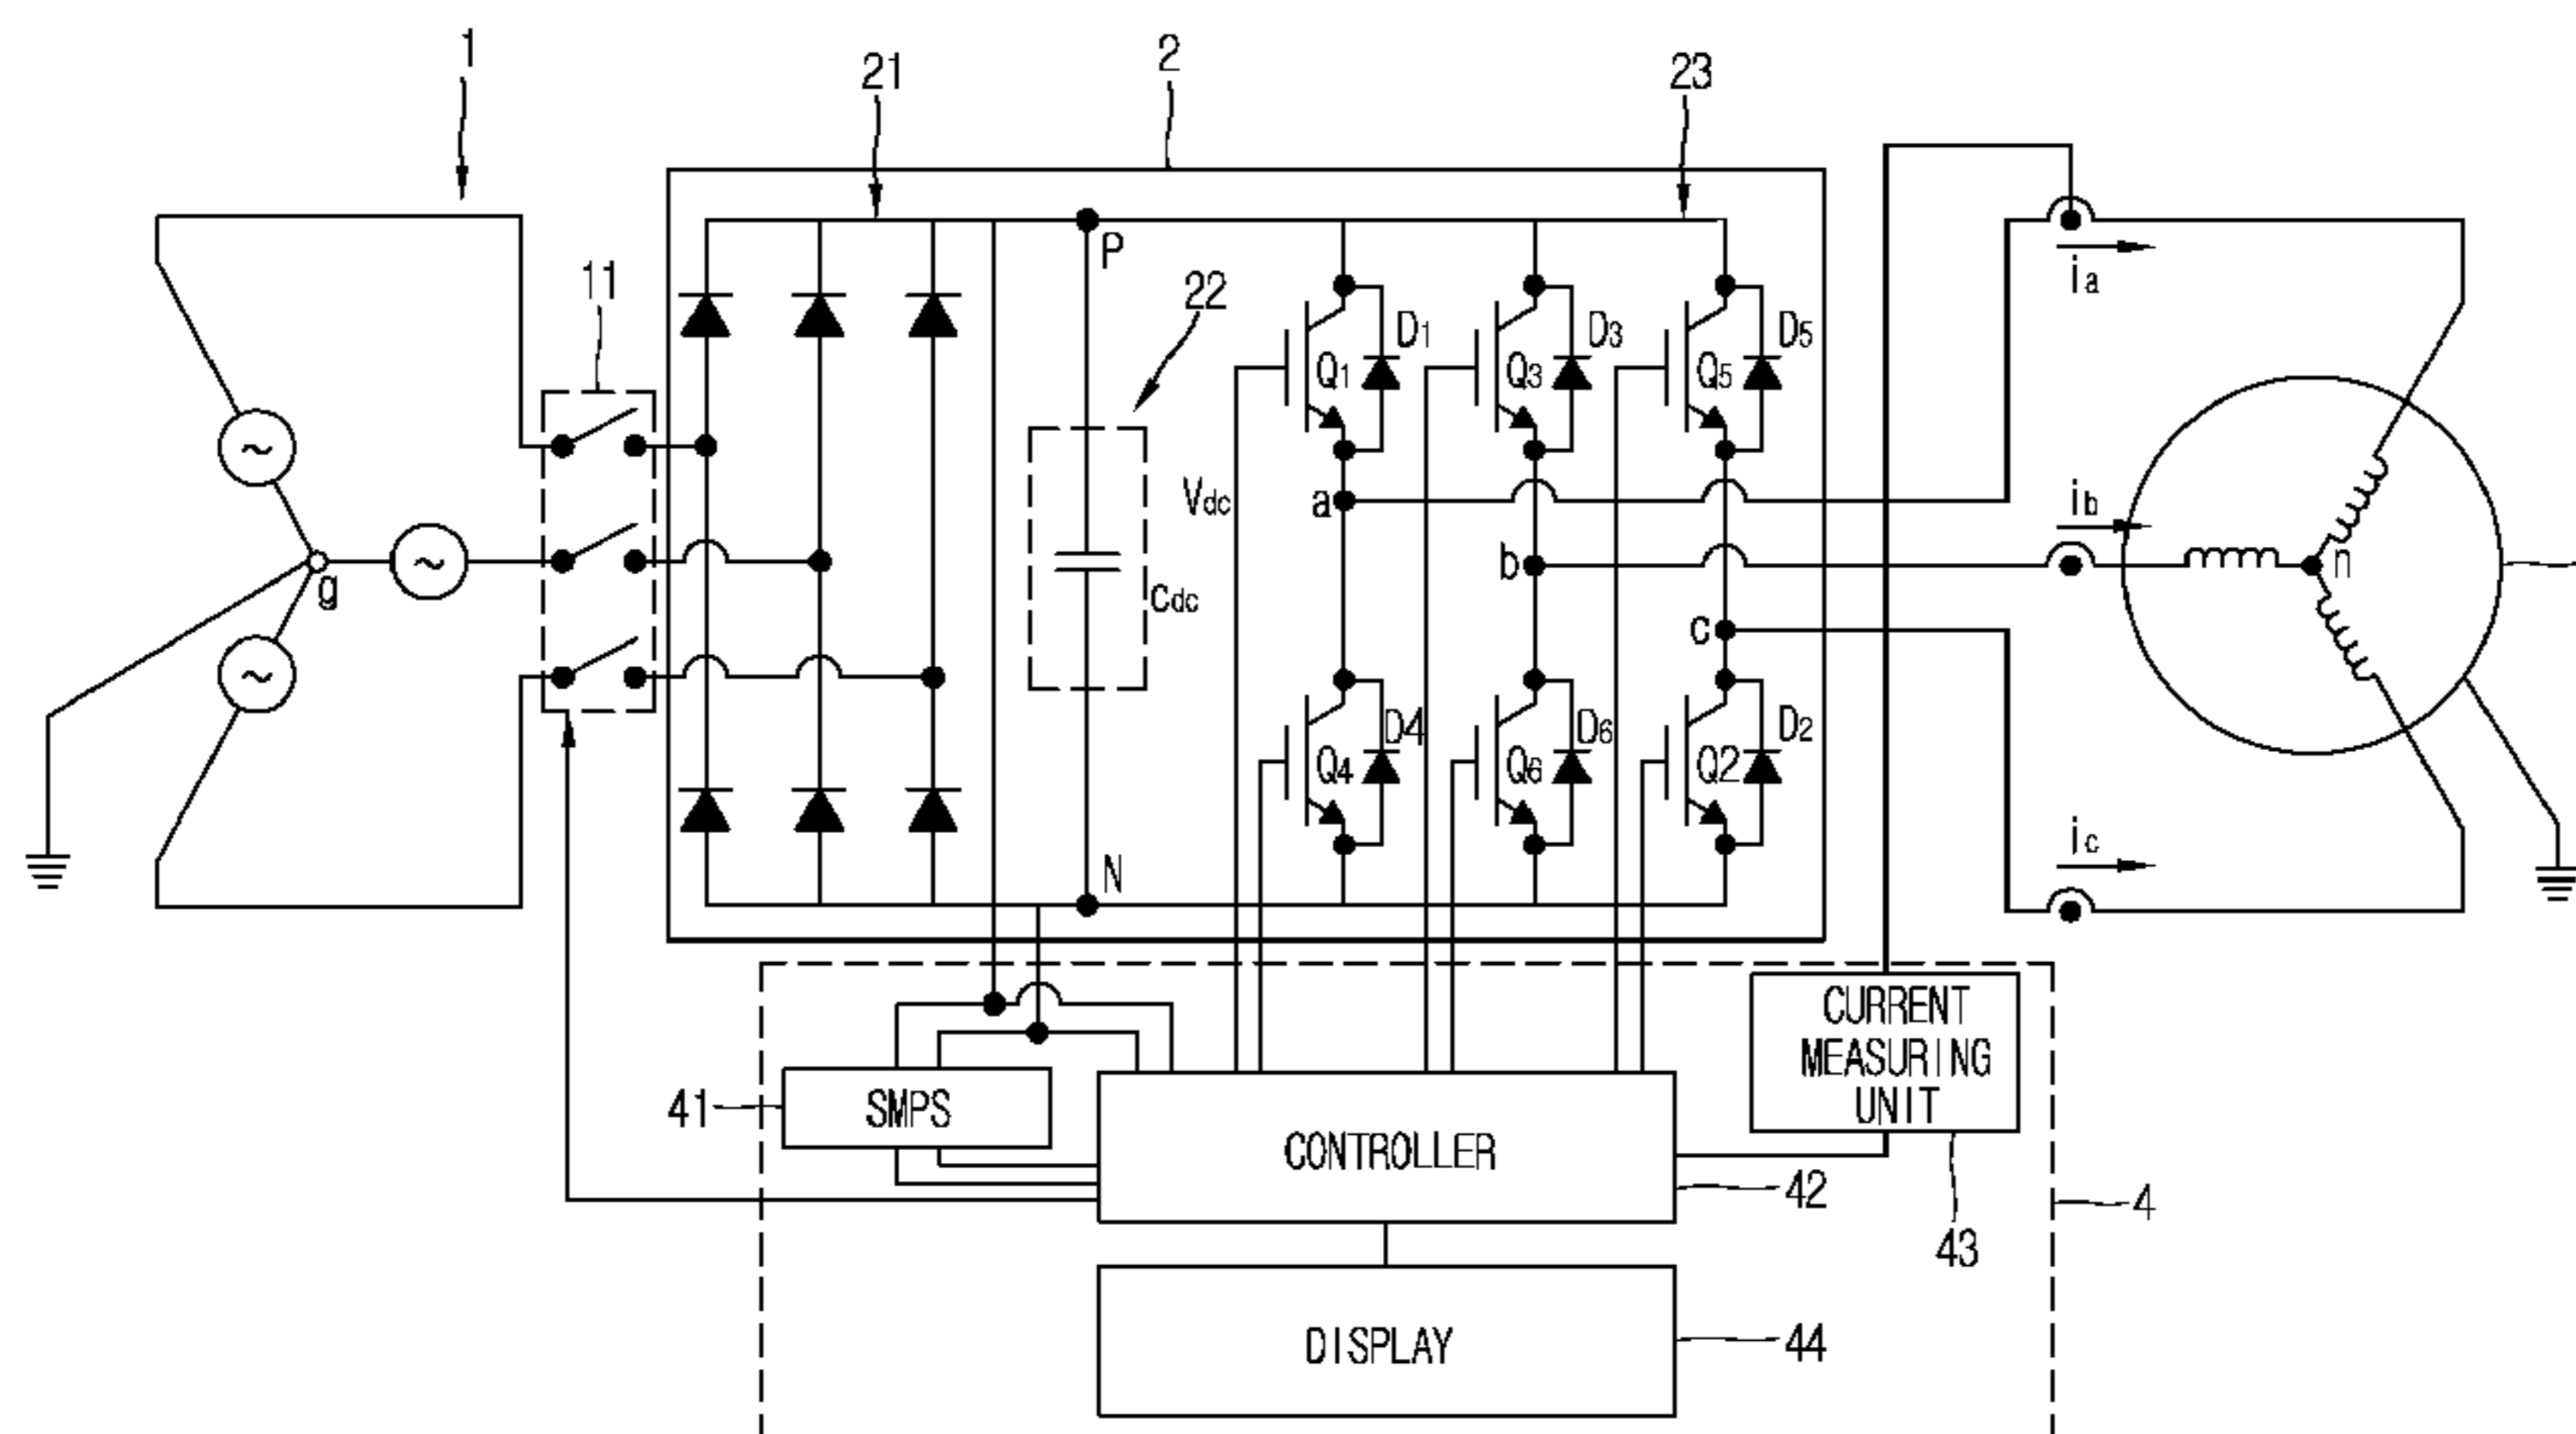 1
2
21
23
11
P
22
ia
D1
D3
D5
Q1
Q3
Q5
Vdc
a
ib
g
b
n
Cdc
c
D4
D6
D2
Q4
Q6
Q2
ic
N
CURRENT
MEASURING
UNIT
41
SMPS
CONTROLLER
42
4
43
DISPLAY
44